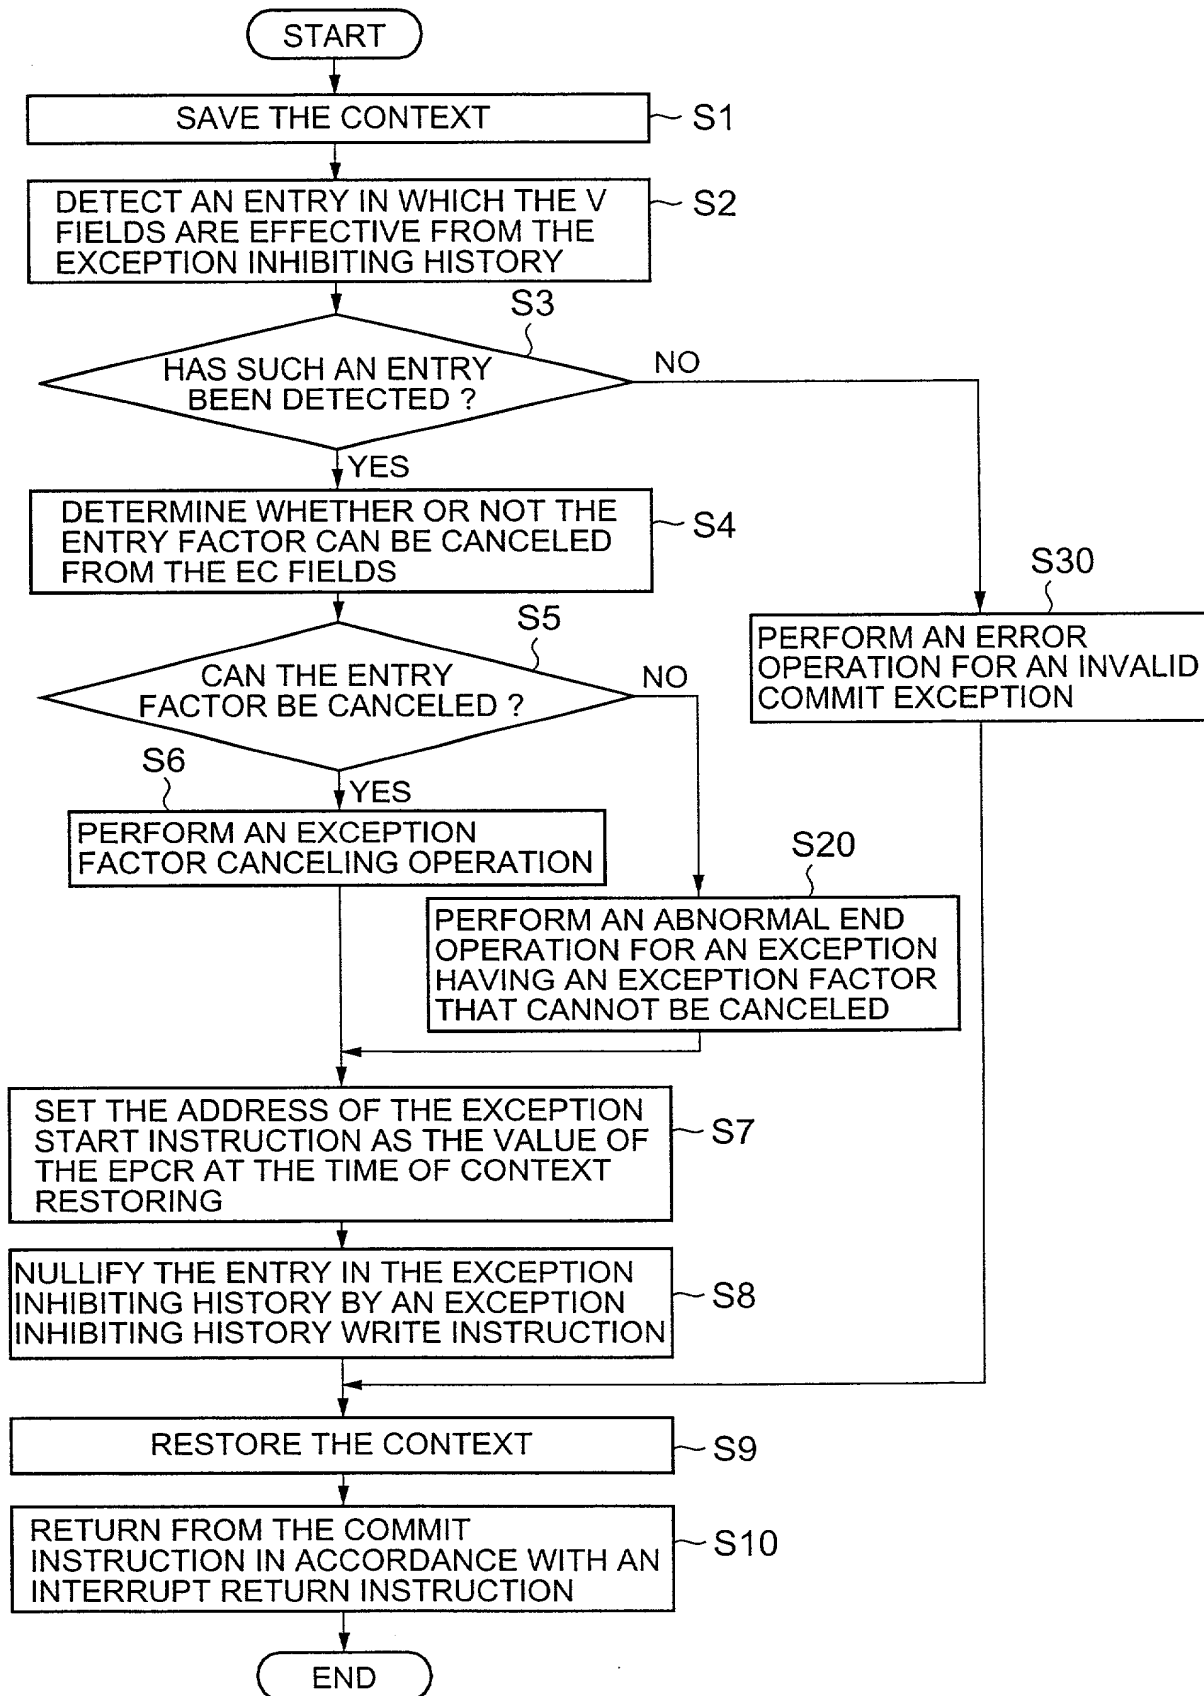 START
SAVE THE CONTEXT
S1
DETECT AN ENTRY IN WHICH THE V
FIELDS ARE EFFECTIVE FROM THE
EXCEPTION INHIBITING HISTORY
S2
S3
HAS SUCH AN ENTRY
BEEN DETECTED ?
NO
YES
DETERMINE WHETHER OR NOT THE
ENTRY FACTOR CAN BE CANCELED
FROM THE EC FIELDS
S4
S30
PERFORM AN ERROR
OPERATION FOR AN INVALID
COMMIT EXCEPTION
S5
CAN THE ENTRY
FACTOR BE CANCELED ?
NO
YES
S6
PERFORM AN EXCEPTION
FACTOR CANCELING OPERATION
S20
PERFORM AN ABNORMAL END
OPERATION FOR AN EXCEPTION
HAVING AN EXCEPTION FACTOR
THAT CANNOT BE CANCELED
SET THE ADDRESS OF THE EXCEPTION
START INSTRUCTION AS THE VALUE OF
THE EPCR AT THE TIME OF CONTEXT
RESTORING
S7
NULLIFY THE ENTRY IN THE EXCEPTION
INHIBITING HISTORY BY AN EXCEPTION
INHIBITING HISTORY WRITE INSTRUCTION
S8
RESTORE THE CONTEXT
S9
RETURN FROM THE COMMIT
INSTRUCTION IN ACCORDANCE WITH AN
INTERRUPT RETURN INSTRUCTION
S10
END